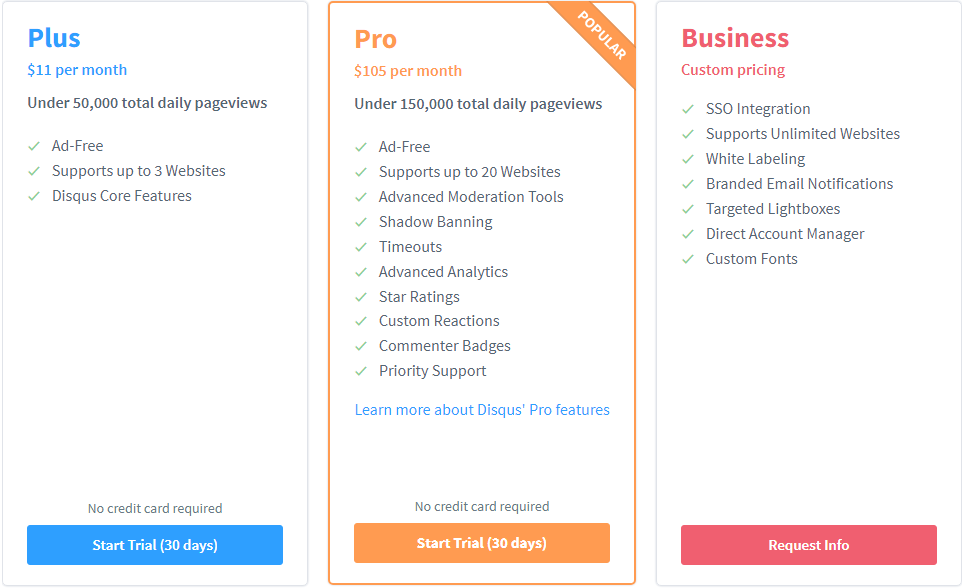 Plus
$11 per month
Under 50,000 total daily pageviews
Ad-Free
Supports up to 3 Websites
Disqus Core Features
No credit card required
Start Trial (30 days)
POPULAR
Pro
$105 per month
Under 150,000 total daily pageviews
Ad-Free
Supports up to 20 Websites
Advanced Moderation Tools
Shadow Banning
Timeouts
Advanced Analytics
Star Ratings
Custom Reactions
Commenter Badges
Priority Support
Learn more about Disqus' Pro features
No credit card required
Start Trial (30 days)
Business
Custom pricing
SSO Integration
Supports Unlimited Websites
White Labeling
Branded Email Notifications
Targeted Lightboxes
Direct Account Manager
Custom Fonts
Request Info